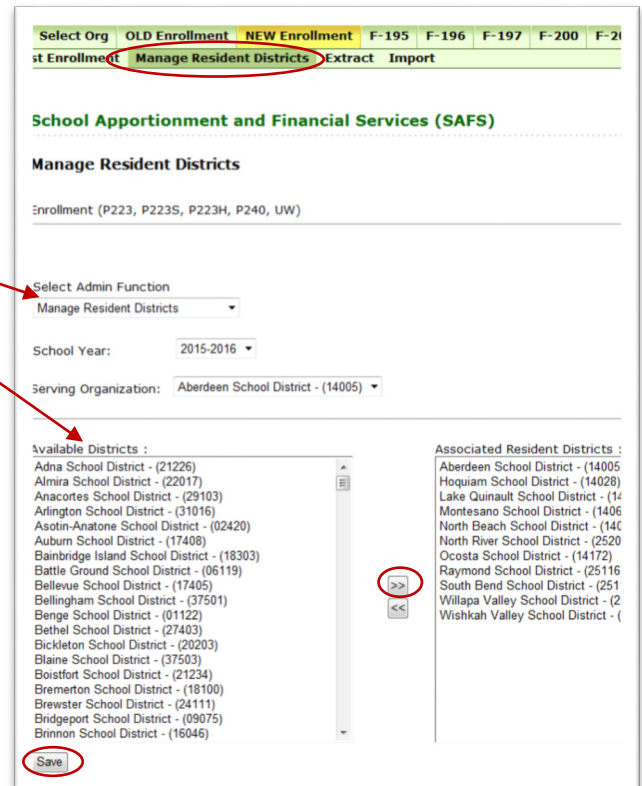 Select Org OLD Enrollment NEW Enrollment F-195 F-196 F-197 F-200 F-20
st Enrollment Manage Resident Districts Extract Import
School Apportionment and Financial Services (SAFS)
Manage Resident Districts
Enrollment (P223, P223S, P223H, P240, UW)
Select Admin Function
Manage Resident Districts
School Year: 2015-2016
Serving Organization: Aberdeen School District - (14005)
Available Districts :
Adna School District - (21226)
Almira School District - (22017)
Anacortes School District - (29103)
Arlington School District - (31016)
Asotin-Anatone School District - (02420)
Auburn School District - (17408)
Bainbridge Island School District - (18303)
Battle Ground School District - (06119)
Bellevue School District - (17405)
Bellingham School District - (37501)
Benge School District - (01122)
Bethel School District - (27403)
Bickleton School District - (20203)
Blaine School District - (37503)
Boistfort School District - (21234)
Bremerton School District - (18100)
Brewster School District - (24111)
Bridgeport School District - (09075)
Brinnon School District - (16046)
>>
<<
Associated Resident Districts :
Aberdeen School District - (14005
Hoquiam School District - (14028)
Lake Quinault School District - (14
Montesano School District - (1406
North Beach School District - (140
North River School District - (2520
Ocosta School District - (14172)
Raymond School District - (25116
South Bend School District - (251
Willapa Valley School District - (2
Wishkah Valley School District - (
Save